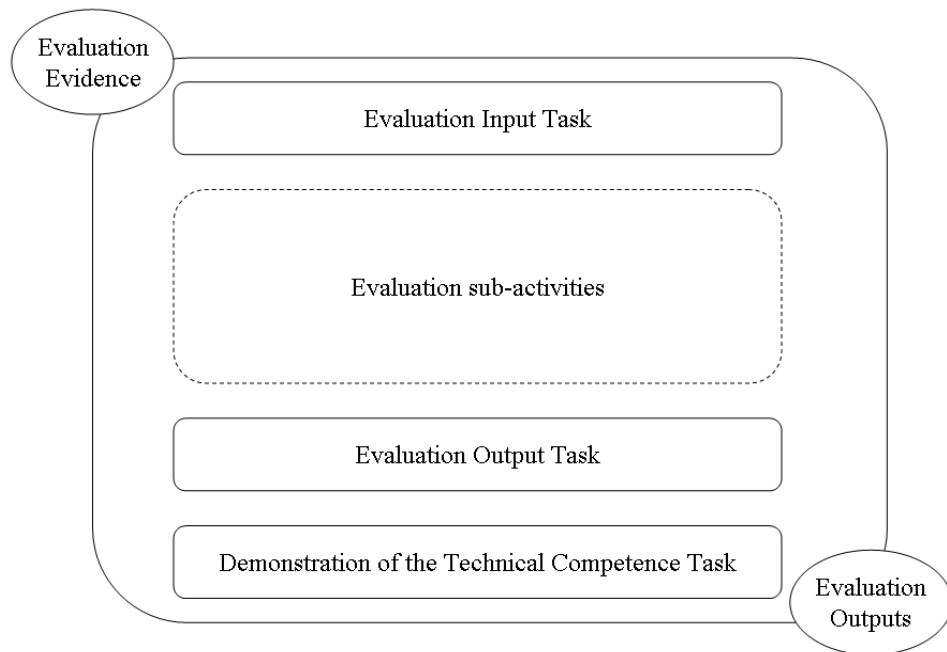 Evaluation
Evidence
Evaluation Input Task
Evaluation sub-activities
Evaluation Output Task
Demonstration of the Technical Competence Task
Evaluation
Outputs